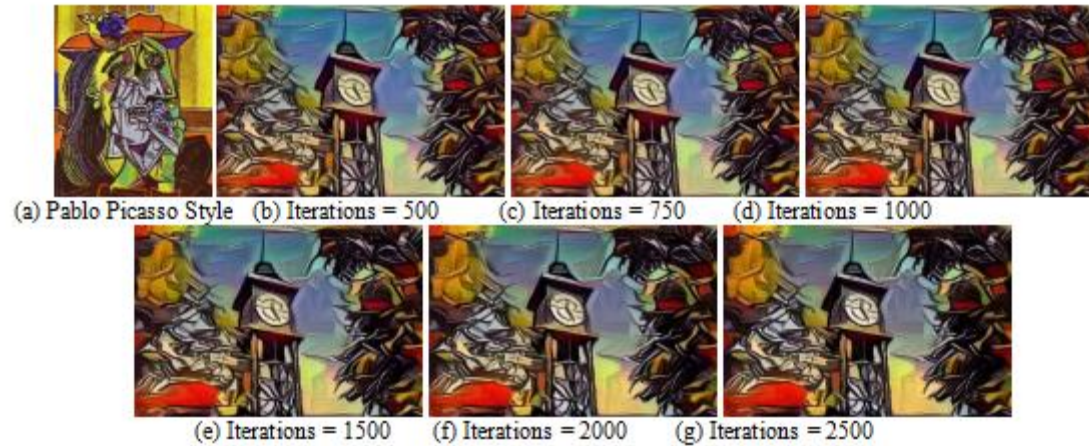 (a) Pablo Picasso Style (b) Iterations = 500 (c) Iterations = 750 (d) Iterations = 1000
(e) Iterations = 1500 (f) Iterations = 2000 (g) Iterations = 2500